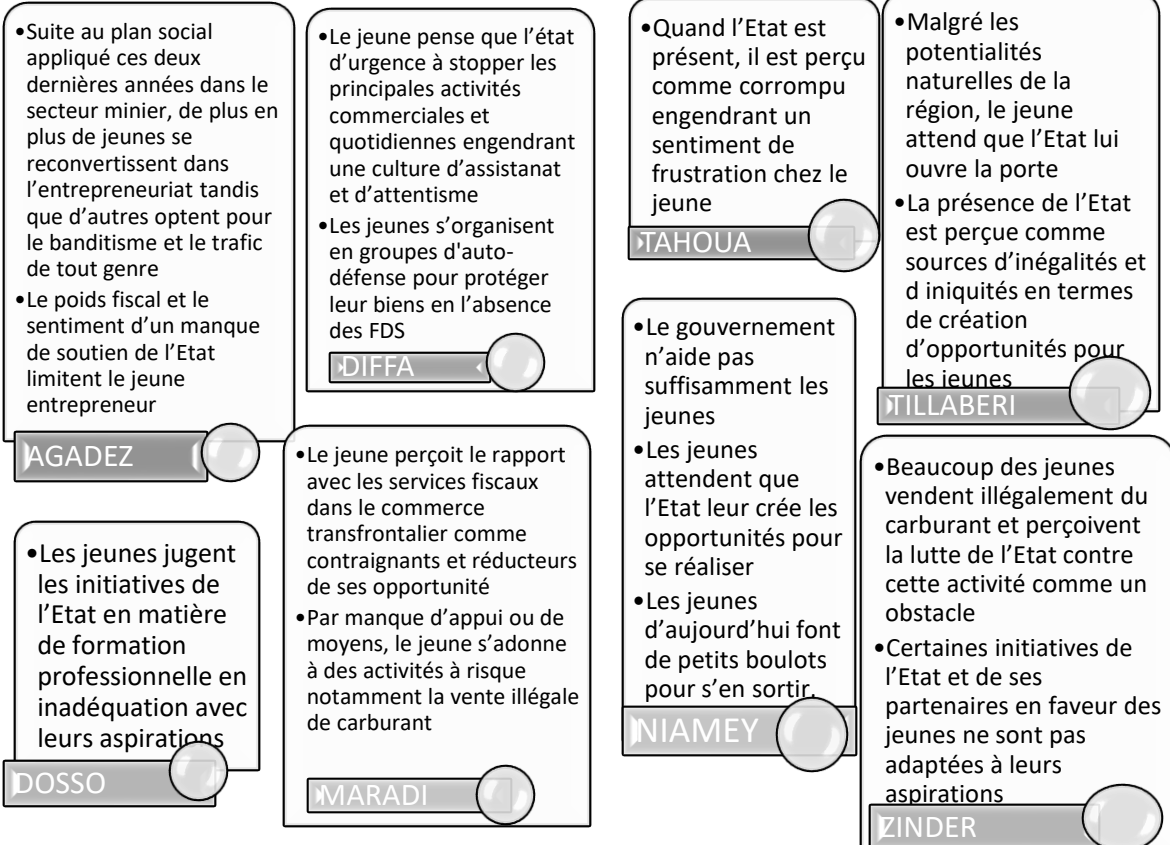 •Suite au plan social
appliqué ces deux
dernières années dans le
secteur minier, de plus en
plus de jeunes se
reconvertissent dans
l'entrepreneuriat tandis
que d'autres optent pour
le banditisme et le trafic
de tout genre
•Le poids fiscal et le
sentiment d'un manque
de soutien de l'Etat
limitent le jeune
entrepreneur
AGADEZ
•Le jeune pense que l'état
d'urgence à stopper les
principales activités
commerciales et
quotidiennes engendrant
une culture d'assistanat
et d'attentisme
•Les jeunes s'organisent
en groupes d'auto-
défense pour protéger
leur biens en l'absence
des FDS
DIFFA
•Quand l'Etat est
présent, il est perçu
comme corrompu
engendrant un
sentiment de
frustration chez le
jeune
TAHOUA
•Malgré les
potentialités
naturelles de la
région, le jeune
attend que l'Etat lui
ouvre la porte
•La présence de l'Etat
est perçue comme
sources d'inégalités et
d iniquités en termes
de création
d'opportunités pour
les jeunes
TILLABERI
•Les jeunes jugent
les initiatives de
l'Etat en matière
de formation
professionnelle en
inadéquation avec
leurs aspirations
DOSSO
•Le jeune perçoit le rapport
avec les services fiscaux
dans le commerce
transfrontalier comme
contraignants et réducteurs
de ses opportunité
•Par manque d'appui ou de
moyens, le jeune s'adonne
à des activités à risque
notamment la vente illégale
de carburant
MARADI
•Le gouvernement
n'aide pas
suffisamment les
jeunes
•Les jeunes
attendent que
l'Etat leur crée les
opportunités pour
se réaliser
•Les jeunes
d'aujourd'hui font
de petits boulots
pour s'en sortir.
NIAMEY
•Beaucoup des jeunes
vendent illégalement du
carburant et perçoivent
la lutte de l'Etat contre
cette activité comme un
obstacle
•Certaines initiatives de
l'Etat et de ses
partenaires en faveur des
jeunes ne sont pas
adaptées à leurs
aspirations
ZINDER